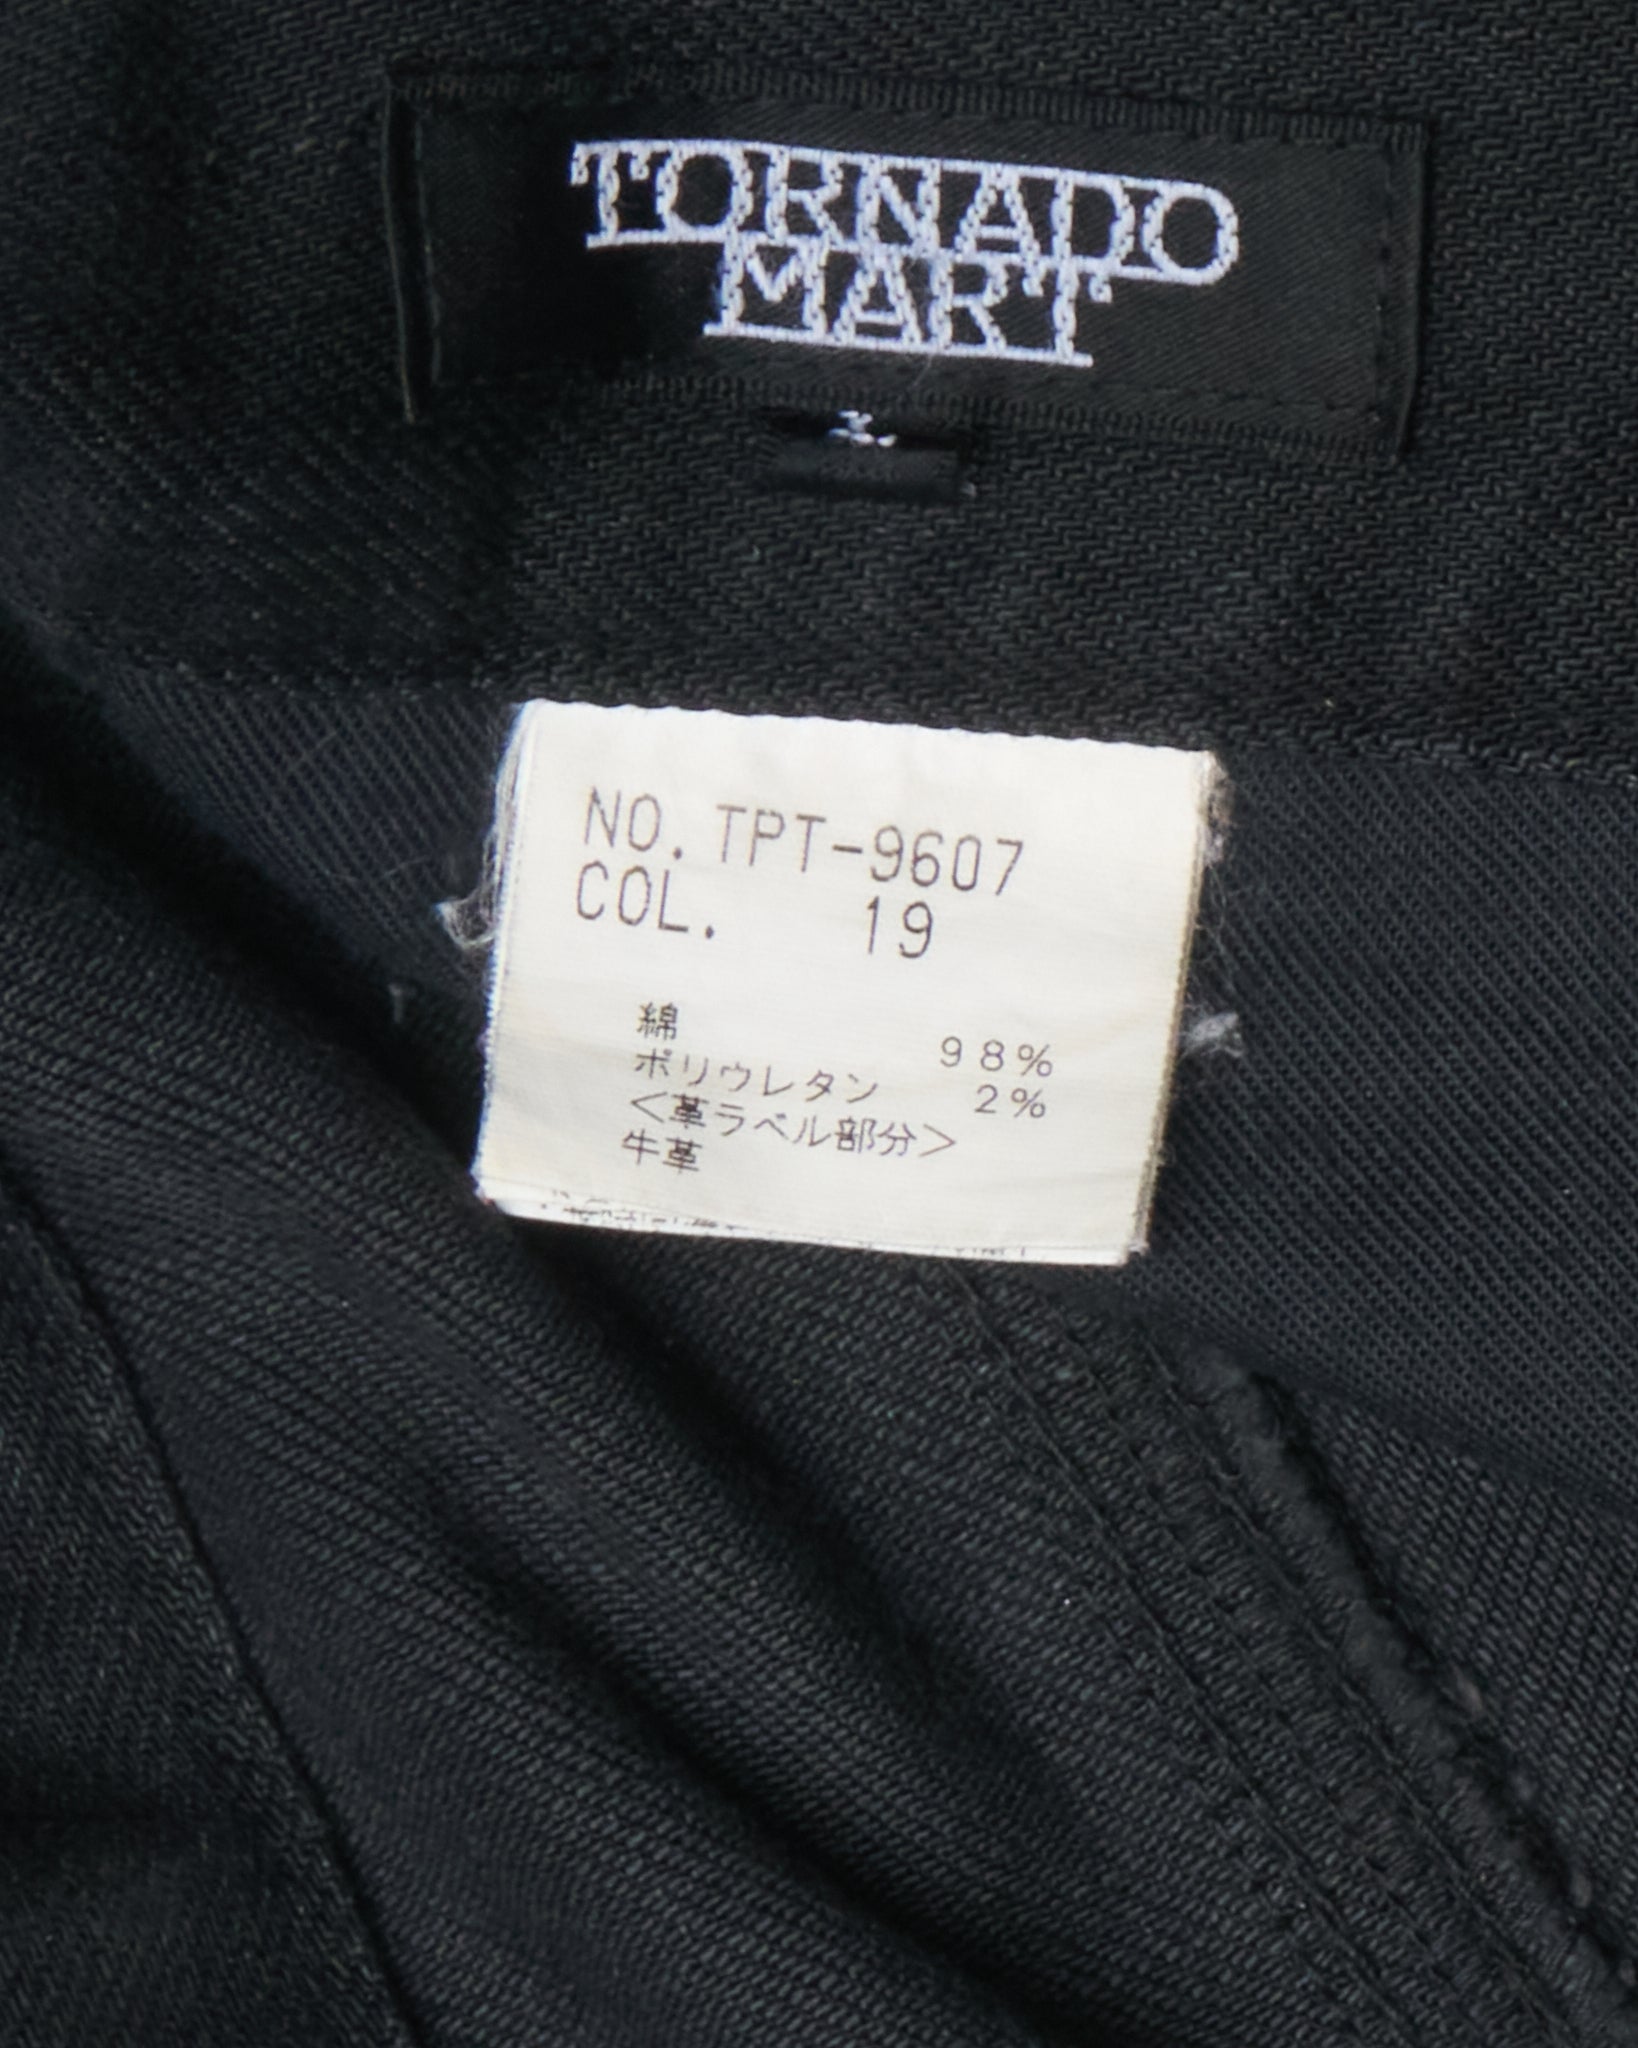 TORNADO
MART
NO. TPT-9607
COL. 19
綿 98%
ポリウレタン 2%
<革ラベル部分>
牛革